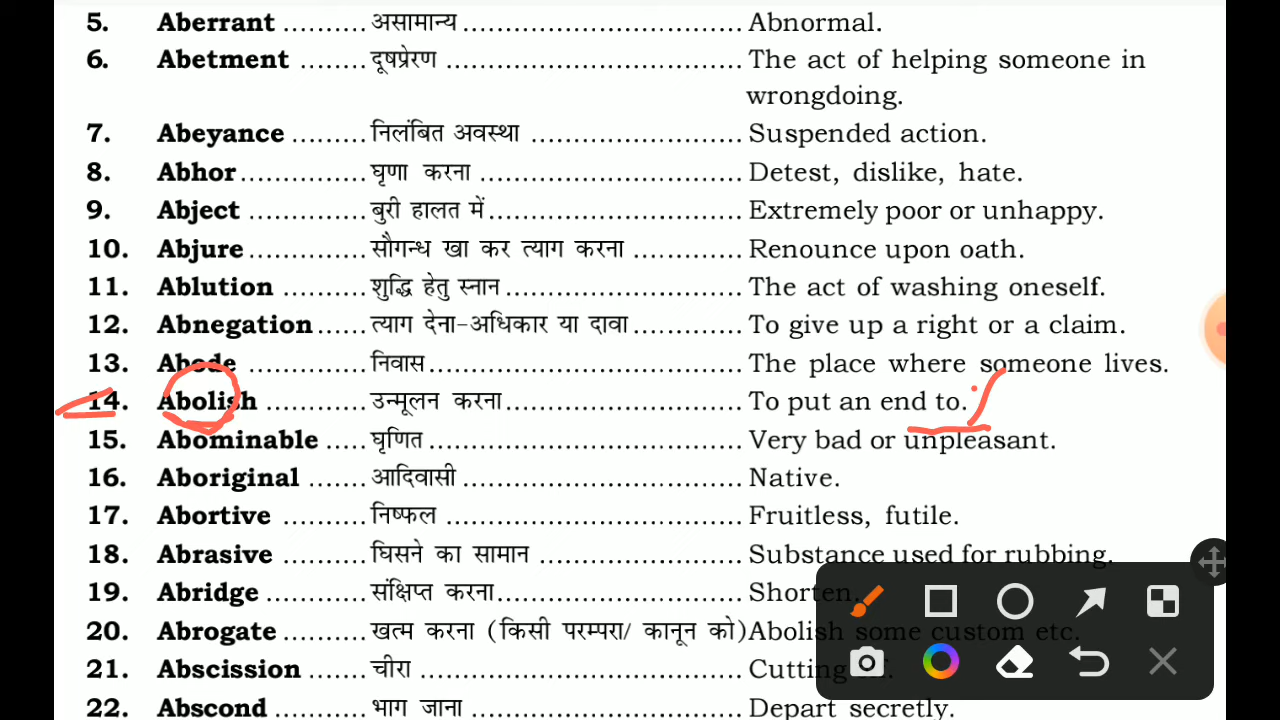 5. Aberrant .......... असामान्य ............................... Abnormal.
6. Abetment ........ दूषप्रेरण ................................. The act of helping someone in
wrongdoing.
7. Abeyance ......... निलंबित अवस्था ....................... Suspended action.
8. Abhor .............. घृणा करना ............................. Detest, dislike, hate.
9. Abject ............. बुरी हालत में............................ Extremely poor or unhappy.
10. Abjure ............. सौगन्ध खा कर त्याग करना ............ Renounce upon oath.
11. Ablution .......... शुद्धि हेतु स्नान .......................... The act of washing oneself.
12. Abnegation ...... त्याग देना-अधिकार या दावा ............ To give up a right or a claim.
13. Abode ............. निवास ................................... The place where someone lives.
14. Abolish ........... उन्मूलन करना .......................... To put an end to.
15. Abominable ..... घृणित ................................... Very bad or unpleasant.
16. Aboriginal ....... आदिवासी ............................... Native.
17. Abortive .......... निष्फल ................................. Fruitless, futile.
18. Abrasive .......... घिसने का सामान ....................... Substance used for rubbing.
19. Abridge ........... संक्षिप्त करना ........................... Shorten.
20. Abrogate .......... खत्म करना (किसी परम्परा/ कानून को) Abolish some custom etc.
21. Abscission ....... चीरा .................................... Cutting
22. Abscond .......... भाग जाना .............................. Depart secretly.